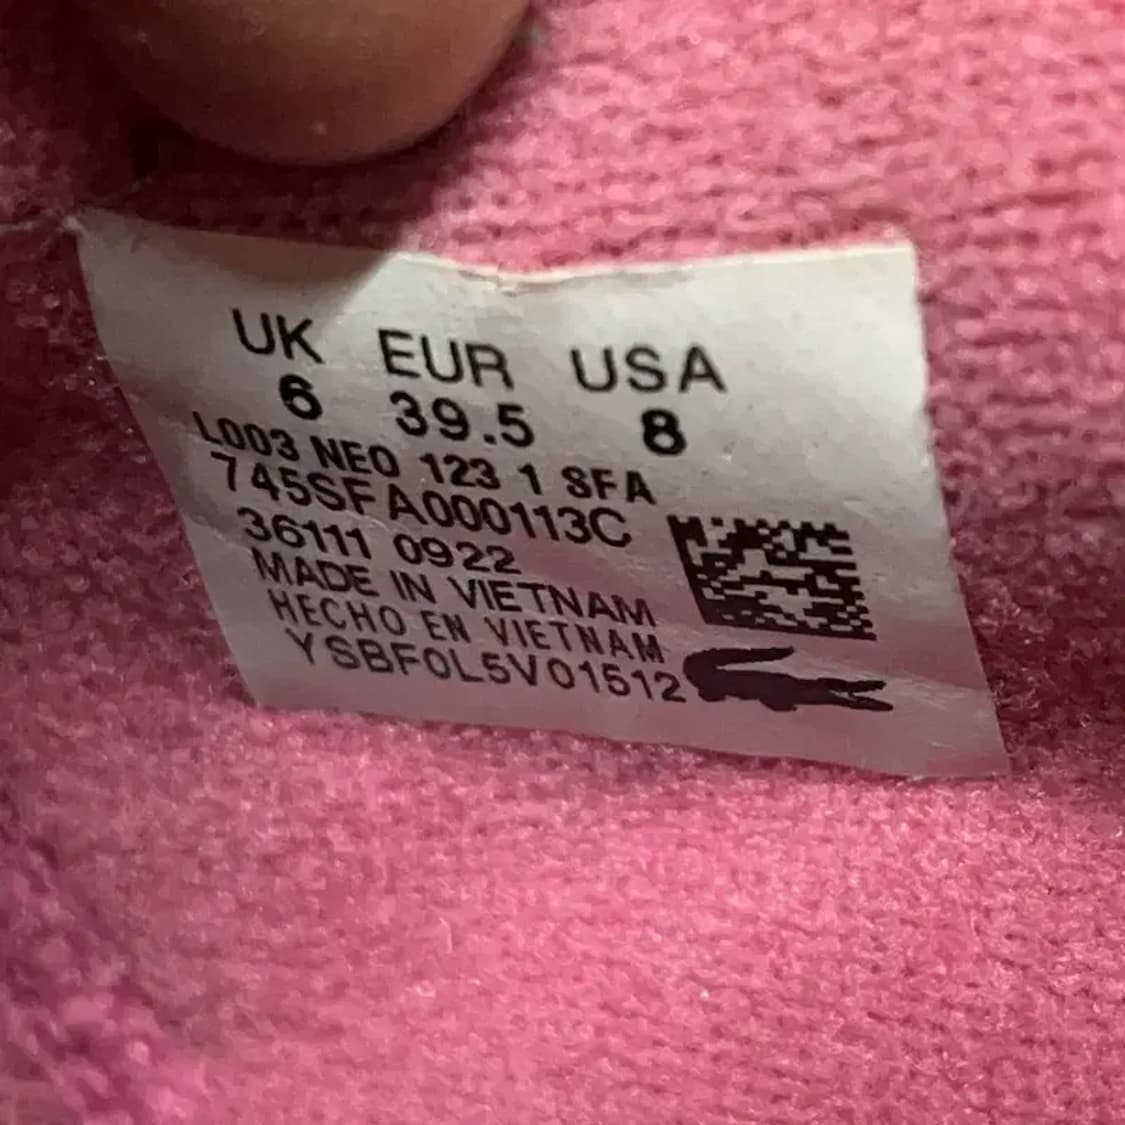 UK EUR USA
6 39.5 8
L003 NEO 123 1 SFA
745SFA000113C
36111 0922
MADE IN VIETNAM
HECHO EN VIETNAM
YSBF0L5V01512